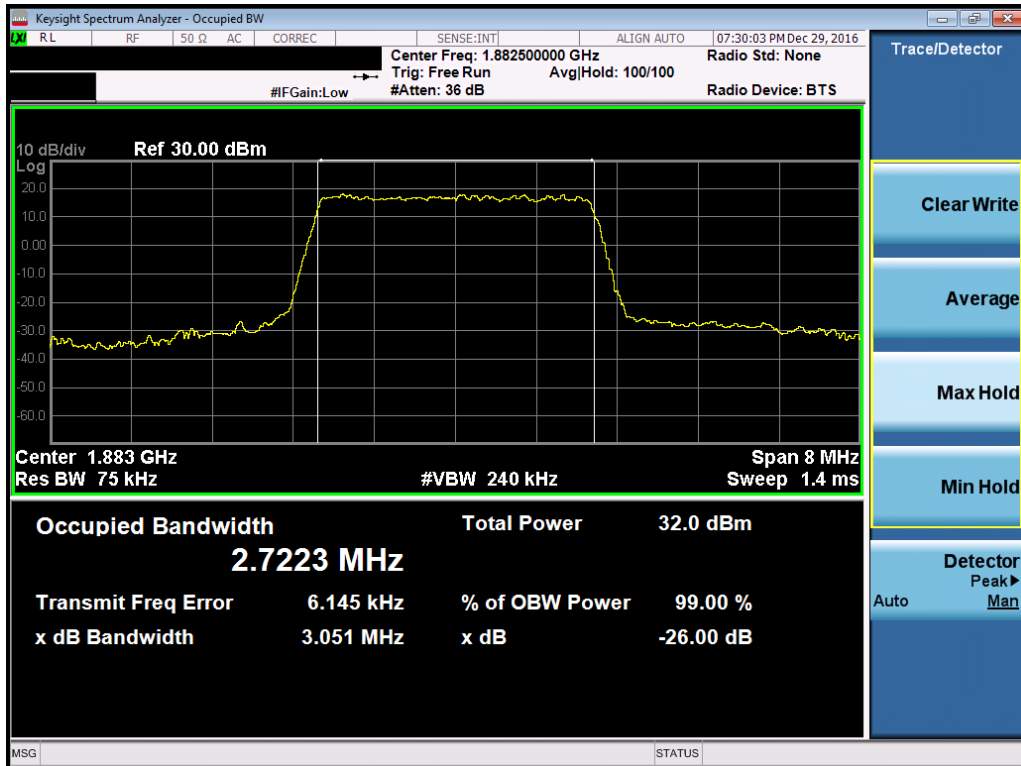 Keysight Spectrum Analyzer - Occupied BW
LXI RL RF 50 Ω AC CORREC SENSE:INT ALIGN AUTO 07:30:03 PM Dec 29, 2016
Center Freq: 1.882500000 GHz Radio Std: None
Trig: Free Run Avg|Hold: 100/100
#IFGain:Low #Atten: 36 dB Radio Device: BTS
10 dB/div Ref 30.00 dBm
Log
20.0
10.0
0.00
-10.0
-20.0
-30.0
-40.0
-50.0
-60.0
Center 1.883 GHz Span 8 MHz
Res BW 75 kHz #VBW 240 kHz Sweep 1.4 ms
Occupied Bandwidth Total Power 32.0 dBm
2.7223 MHz
Transmit Freq Error 6.145 kHz % of OBW Power 99.00 %
x dB Bandwidth 3.051 MHz x dB -26.00 dB
MSG STATUS
Trace/Detector
Clear Write
Average
Max Hold
Min Hold
Detector
Peak▶
Auto Man